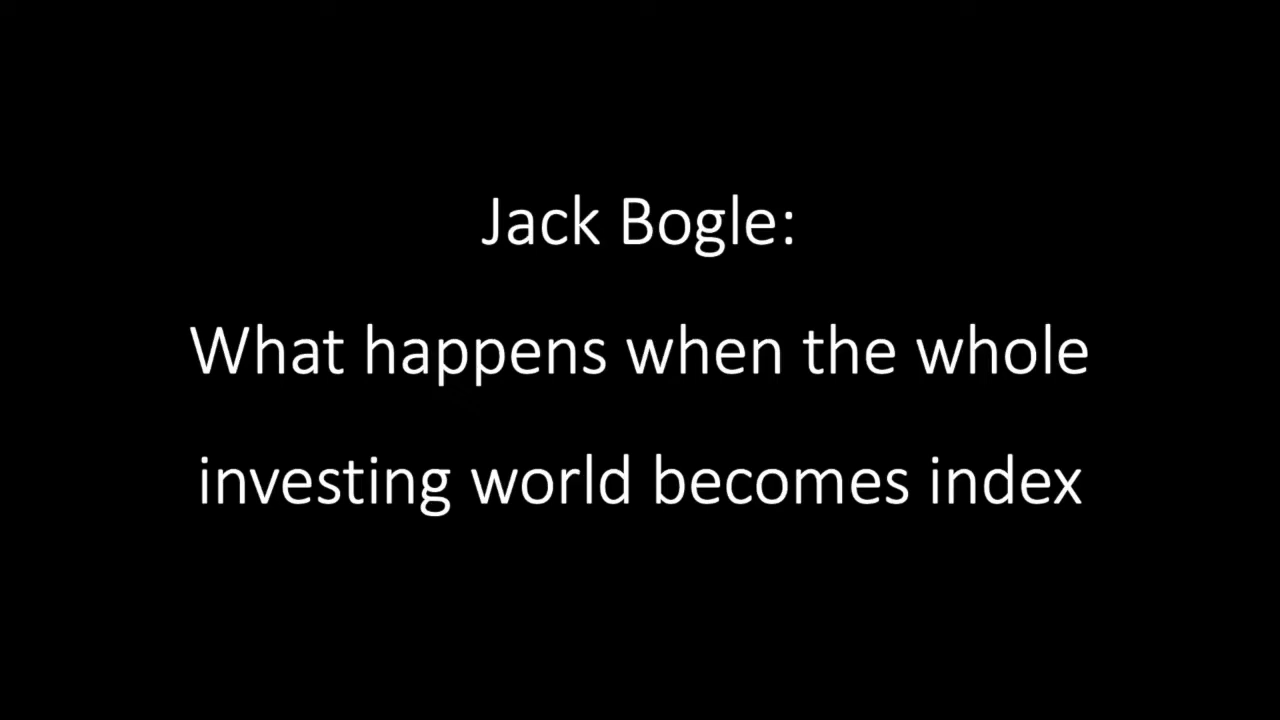 Jack Bogle:
What happens when the whole
investing world becomes index